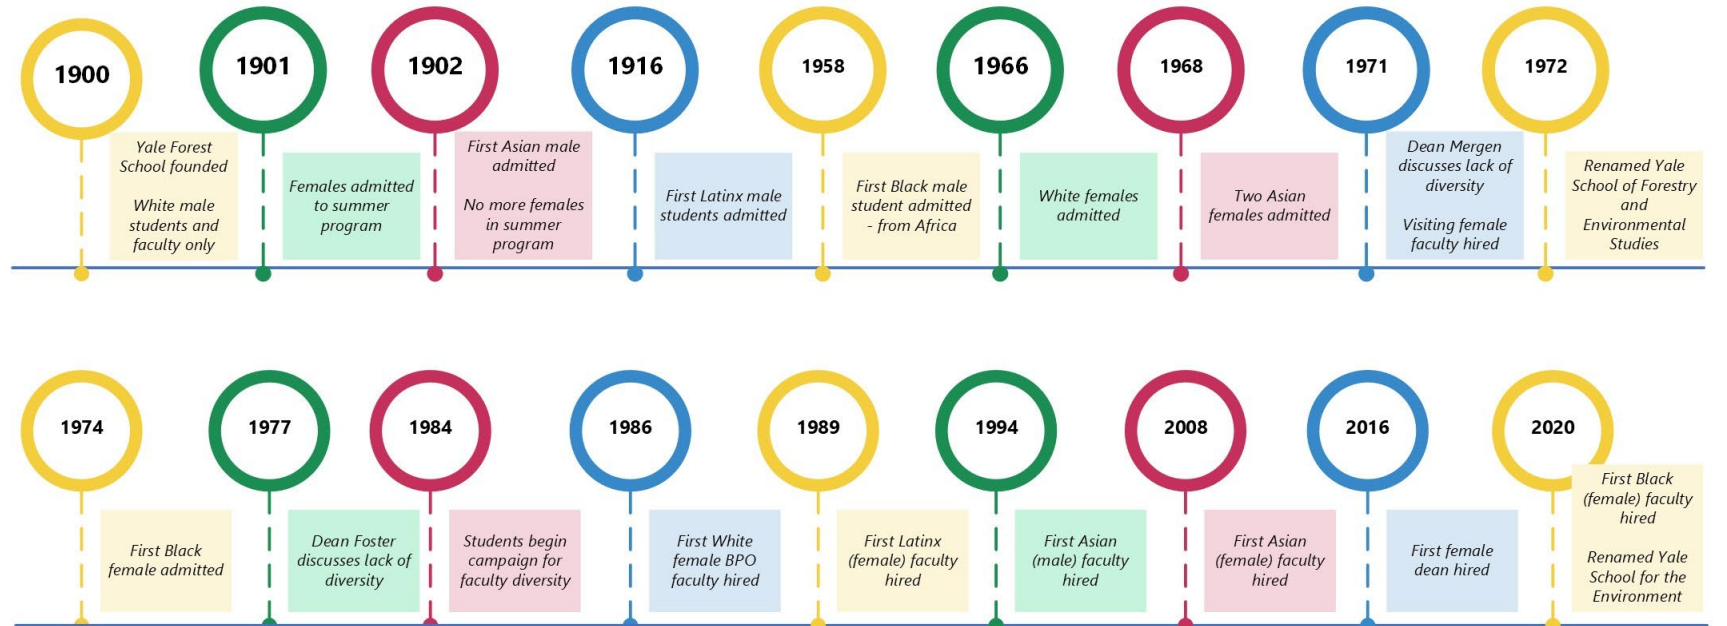 1900
1901
1902
1916
1958
1966
1968
1971
1972
Yale Forest
School founded
White male
students and
faculty only
Females admitted
to summer
program
First Asian male
admitted
No more females
in summer
program
First Latinx male
students admitted
First Black male
student admitted
- from Africa
White females
admitted
Two Asian
females admitted
Dean Mergen
discusses lack of
diversity
Visiting female
faculty hired
Renamed Yale
School of Forestry
and
Environmental
Studies
1974
1977
1984
1986
1989
1994
2008
2016
2020
First Black
female admitted
Dean Foster
discusses lack of
diversity
Students begin
campaign for
faculty diversity
First White
female BPO
faculty hired
First Latinx
(female) faculty
hired
First Asian
(male) faculty
hired
First Asian
(female) faculty
hired
First female
dean hired
First Black
(female) faculty
hired
Renamed Yale
School for the
Environment